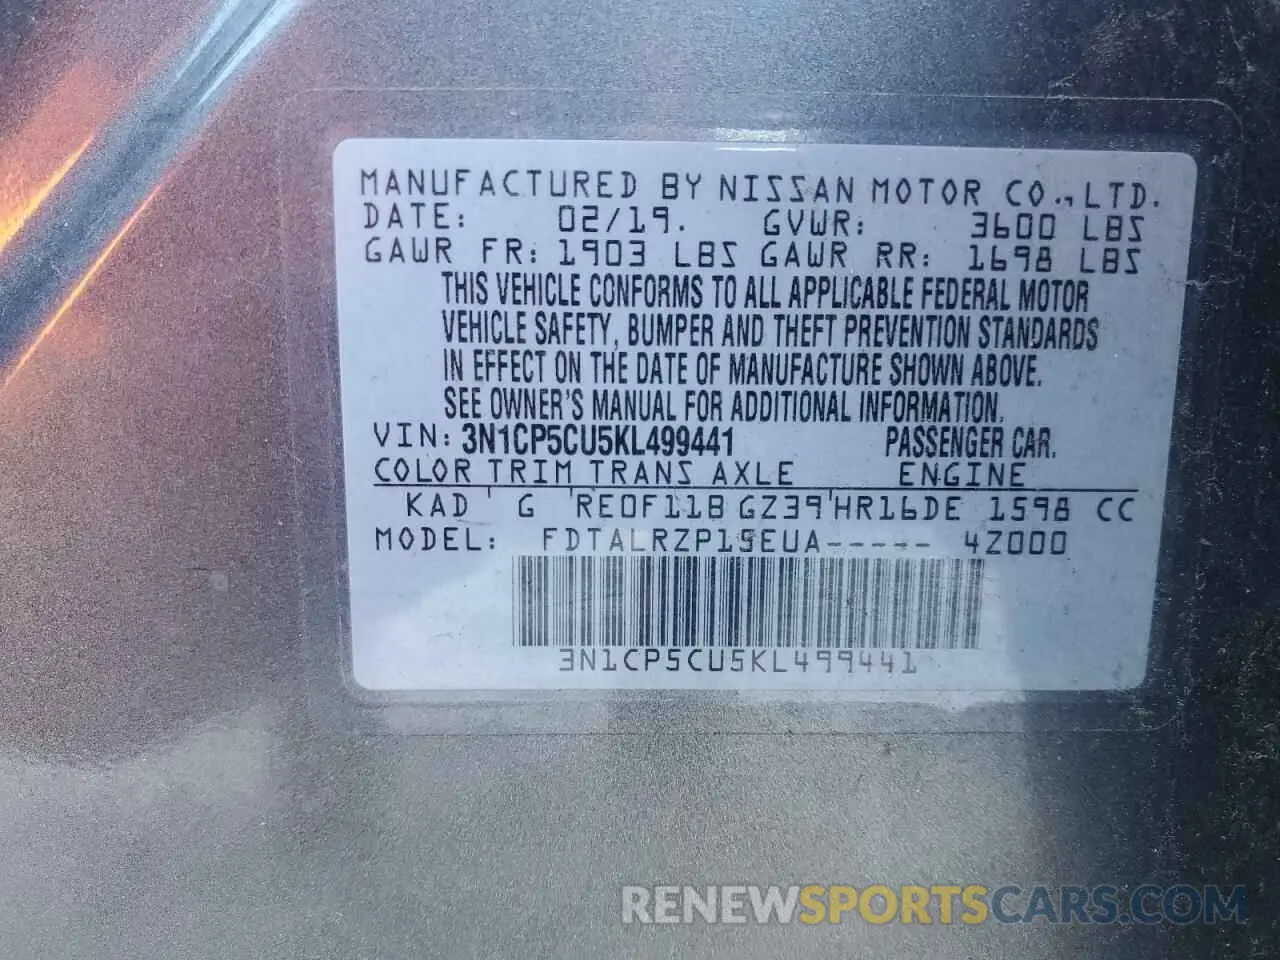 MANUFACTURED BY NISSAN MOTOR CO., LTD.
DATE: 02/19. GVWR: 3600 LBS
GAWR FR: 1903 LBS GAWR RR: 1698 LBS
THIS VEHICLE CONFORMS TO ALL APPLICABLE FEDERAL MOTOR
VEHICLE SAFETY, BUMPER AND THEFT PREVENTION STANDARDS
IN EFFECT ON THE DATE OF MANUFACTURE SHOWN ABOVE.
SEE OWNER'S MANUAL FOR ADDITIONAL INFORMATION.
VIN: 3N1CP5CU5KL499441 PASSENGER CAR.
COLOR TRIM TRANS AXLE ENGINE
KAD G RE0F11B GZ39 HR16DE 1598 CC
MODEL: FDTALRZP15EUA----- 4Z000
3N1CP5CU5KL499441
RENEWSPORTSCARS.COM